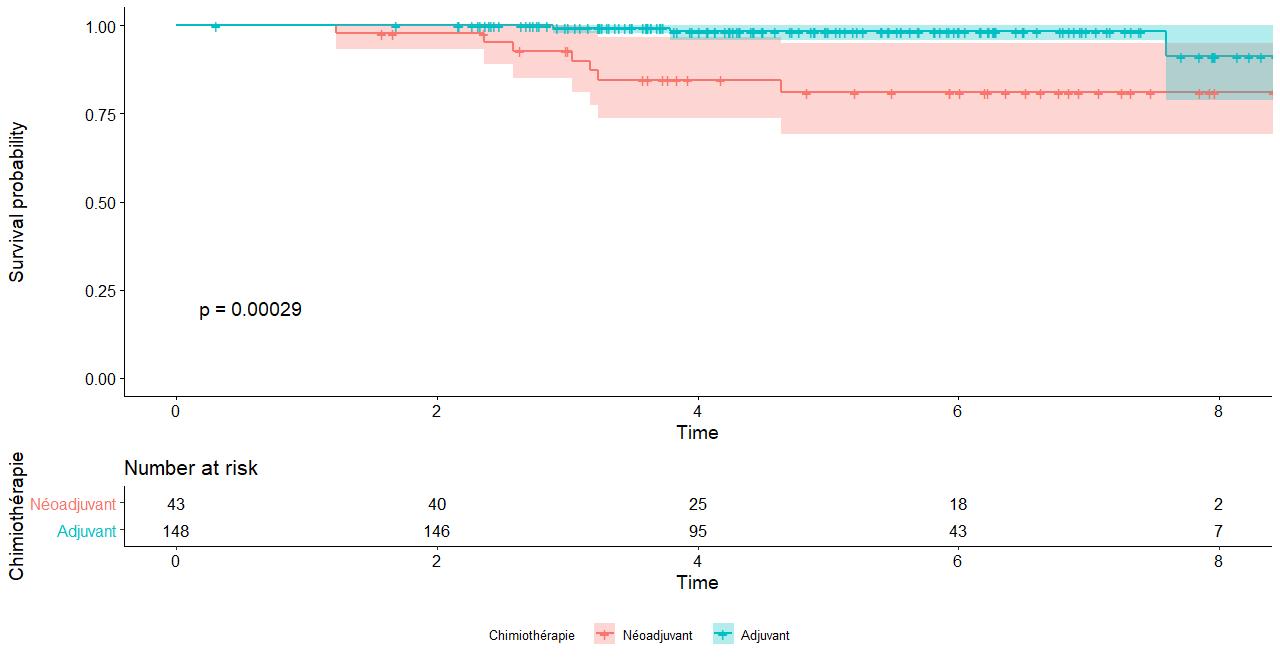 Survival probability
1.00
0.75
0.50
0.25
0.00
p = 0.00029
0 2 4 6 8
Time
Number at risk
Chimiothérapie
Néoadjuvant 43 40 25 18 2
Adjuvant 148 146 95 43 7
0 2 4 6 8
Time
Chimiothérapie Néoadjuvant Adjuvant